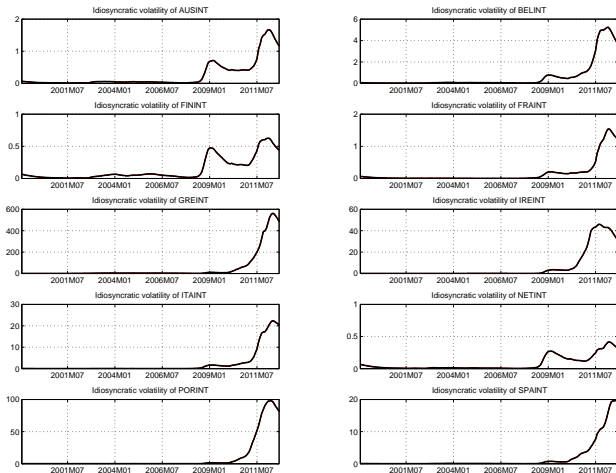 Idiosyncratic volatility of AUSINT
2
1
0
2001M07 2004M01 2006M07 2009M01 2011M07
Idiosyncratic volatility of BELINT
6
4
2
0
2001M07 2004M01 2006M07 2009M01 2011M07
Idiosyncratic volatility of FININT
1
0.5
0
2001M07 2004M01 2006M07 2009M01 2011M07
Idiosyncratic volatility of FRAINT
2
1
0
2001M07 2004M01 2006M07 2009M01 2011M07
Idiosyncratic volatility of GREINT
600
400
200
0
2001M07 2004M01 2006M07 2009M01 2011M07
Idiosyncratic volatility of IREINT
60
40
20
0
2001M07 2004M01 2006M07 2009M01 2011M07
Idiosyncratic volatility of ITAINT
30
20
10
0
2001M07 2004M01 2006M07 2009M01 2011M07
Idiosyncratic volatility of NETINT
1
0.5
0
2001M07 2004M01 2006M07 2009M01 2011M07
Idiosyncratic volatility of PORINT
100
50
0
2001M07 2004M01 2006M07 2009M01 2011M07
Idiosyncratic volatility of SPAINT
20
10
0
2001M07 2004M01 2006M07 2009M01 2011M07